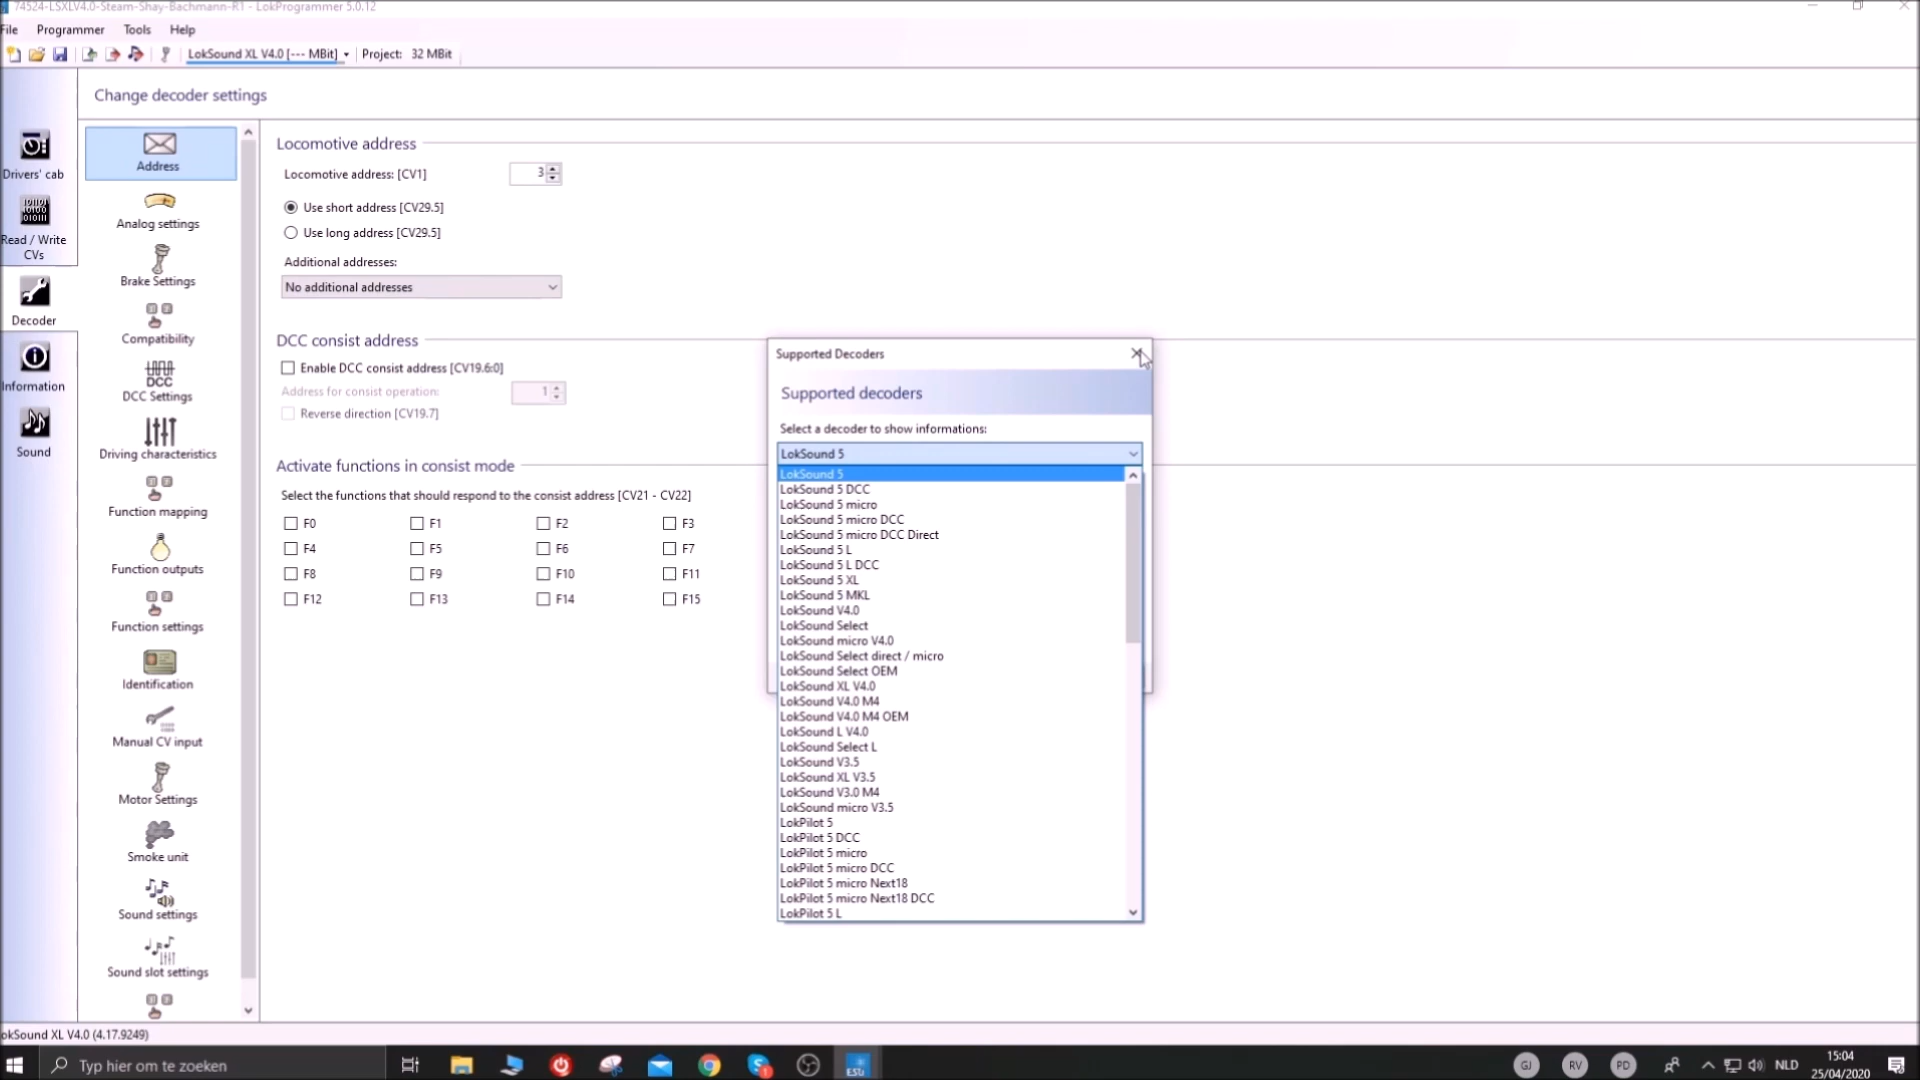 74524-LSXLV4.0-Steam-Shay-Bachmann-R1 - LokProgrammer 5.0.12
File Programmer Tools Help
LokSound XL V4.0 [--- MBit] Project: 32 MBit
Change decoder settings
Drivers' cab
Read / Write
CVs
Decoder
Information
Sound
Address
Analog settings
Brake Settings
Compatibility
DCC
DCC Settings
Driving characteristics
Function mapping
Function outputs
Function settings
Identification
Manual CV input
Motor Settings
Smoke unit
Sound settings
Sound slot settings
Locomotive address
Locomotive address: [CV1] 3
Use short address [CV29.5]
Use long address [CV29.5]
Additional addresses:
No additional addresses
DCC consist address
Enable DCC consist address [CV19.6:0]
Address for consist operation: 1
Reverse direction [CV19.7]
Activate functions in consist mode
Select the functions that should respond to the consist address [CV21 - CV22]
F0 F1 F2 F3
F4 F5 F6 F7
F8 F9 F10 F11
F12 F13 F14 F15
Supported Decoders
Supported decoders
Select a decoder to show informations:
LokSound 5
LokSound 5
LokSound 5 DCC
LokSound 5 micro
LokSound 5 micro DCC
LokSound 5 micro DCC Direct
LokSound 5 L
LokSound 5 L DCC
LokSound 5 XL
LokSound 5 MKL
LokSound V4.0
LokSound Select
LokSound micro V4.0
LokSound Select direct / micro
LokSound Select OEM
LokSound XL V4.0
LokSound V4.0 M4
LokSound V4.0 M4 OEM
LokSound L V4.0
LokSound Select L
LokSound V3.5
LokSound XL V3.5
LokSound V3.0 M4
LokSound micro V3.5
LokPilot 5
LokPilot 5 DCC
LokPilot 5 micro
LokPilot 5 micro DCC
LokPilot 5 micro Next18
LokPilot 5 micro Next18 DCC
LokPilot 5 L
okSound XL V4.0 (4.17.9249)
Typ hier om te zoeken
ESU
GJ RV PD NLD 15:04
25/04/2020